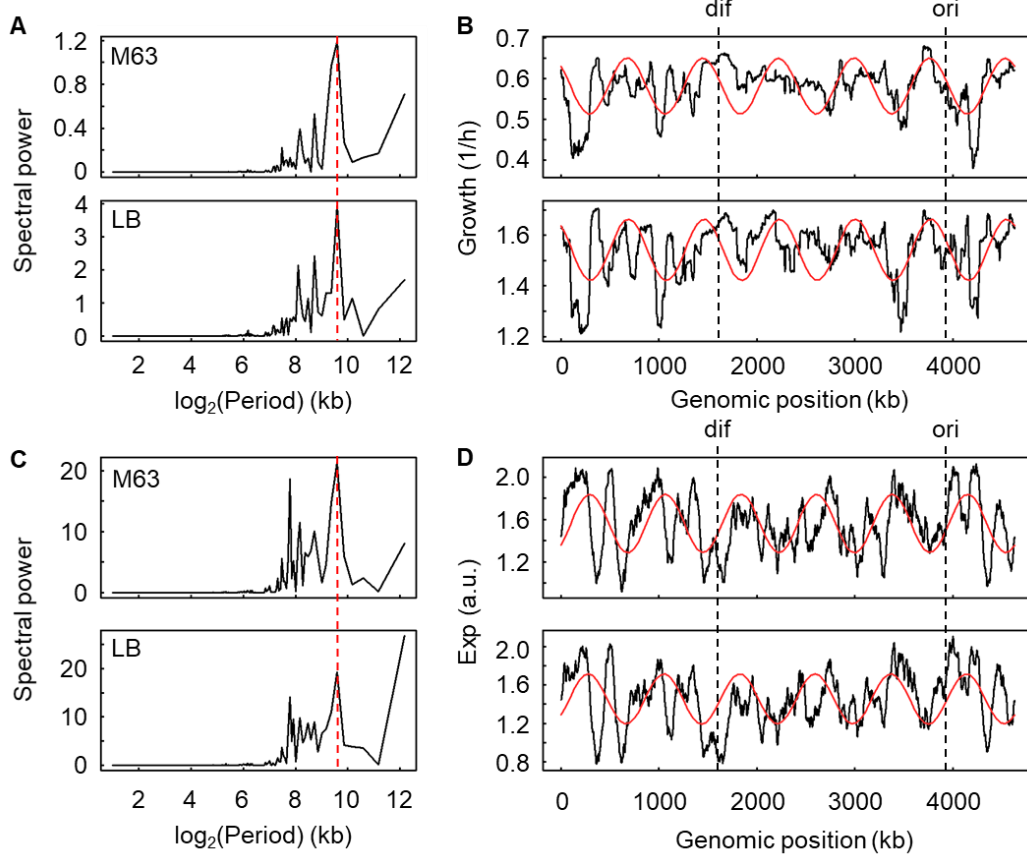 A
M63
1.2
0.8
0.4
0
LB
4
3
2
1
0
Spectral power
2 4 6 8 10 12
log2(Period) (kb)
B
dif ori
0.7
0.6
0.5
0.4
1.6
1.4
1.2
Growth (1/h)
0 1000 2000 3000 4000
Genomic position (kb)
C
M63
20
10
0
LB
20
10
0
Spectral power
2 4 6 8 10 12
log2(Period) (kb)
D
dif ori
2.0
1.6
1.2
2.0
1.6
1.2
0.8
Exp (a.u.)
0 1000 2000 3000 4000
Genomic position (kb)